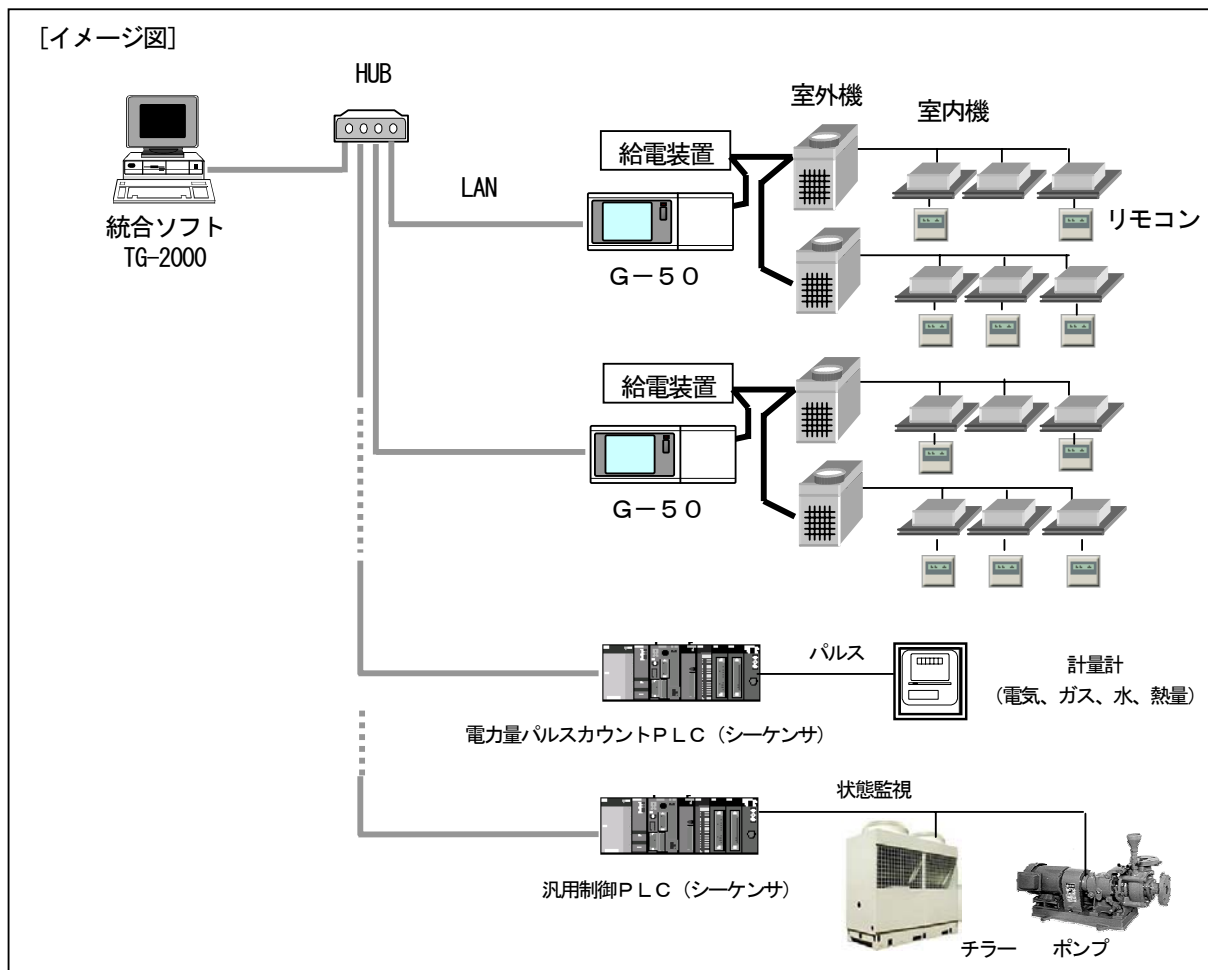 [イメージ図]
HUB
室外機
室内機
給電装置
LAN
統合ソフト
TG-2000
リモコン
G－50
給電装置
G－50
パルス
計量計
（電気、ガス、水、熱量）
電力量パルスカウントＰＬＣ（シーケンサ）
状態監視
汎用制御ＰＬＣ（シーケンサ）
チラー
ポンプ